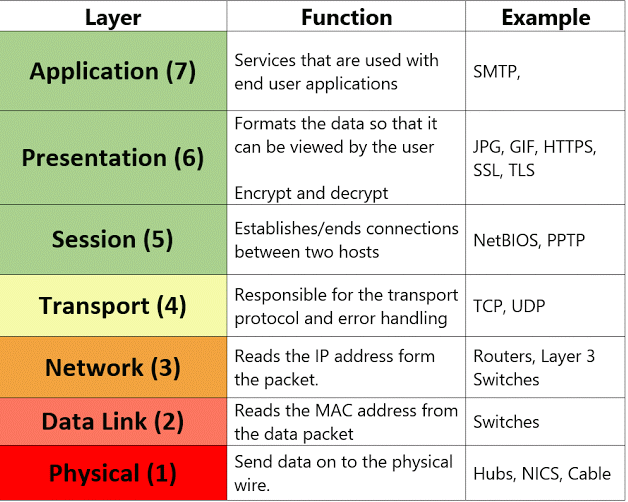 Layer Function Example
Application (7)
Services that are used with
end user applications
SMTP,
Presentation (6)
Formats the data so that it
can be viewed by the user
Encrypt and decrypt
JPG, GIF, HTTPS,
SSL, TLS
Session (5)
Establishes/ends connections
between two hosts
NetBIOS, PPTP
Transport (4)
Responsible for the transport
protocol and error handling
TCP, UDP
Network (3)
Reads the IP address form
the packet.
Routers, Layer 3
Switches
Data Link (2)
Reads the MAC address from
the data packet
Switches
Physical (1)
Send data on to the physical
wire.
Hubs, NICS, Cable